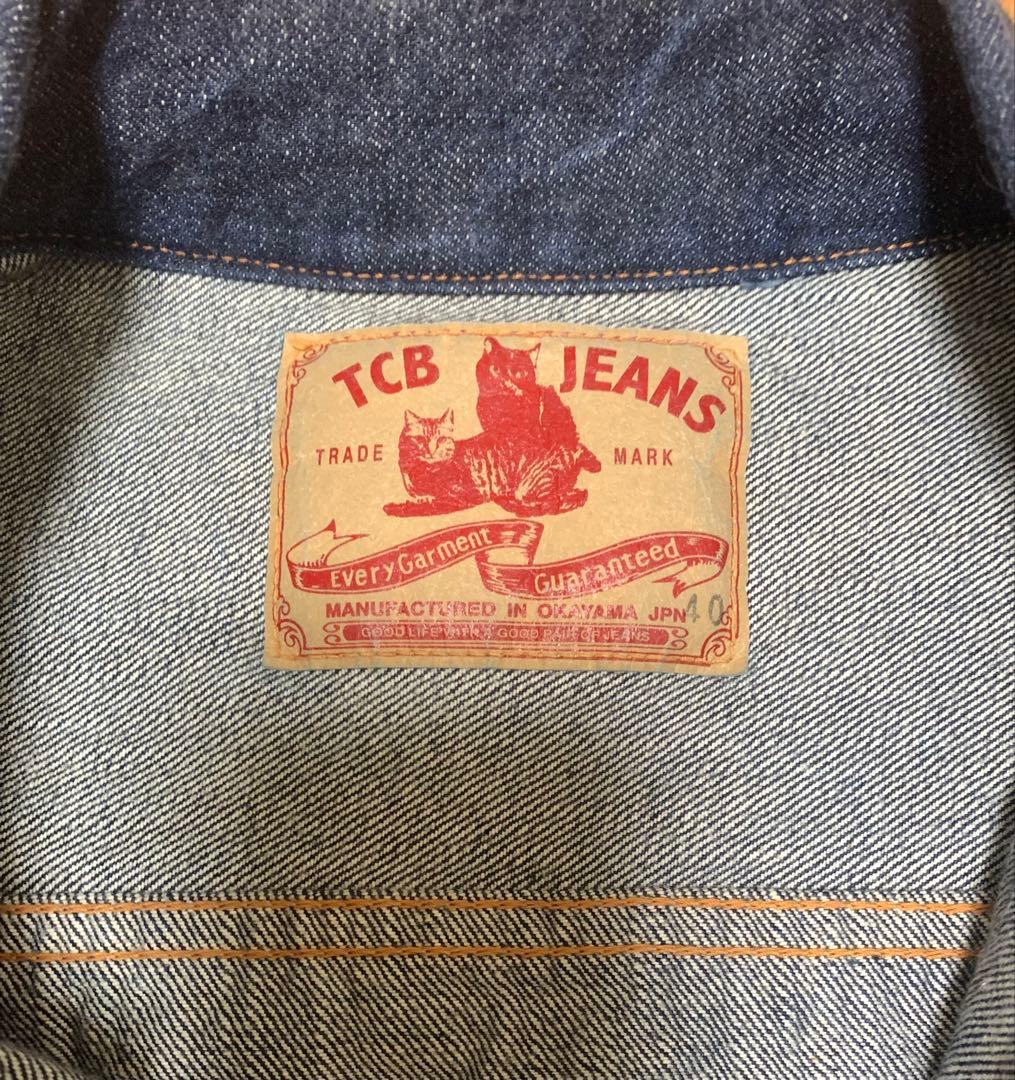 TCB JEANS
TRADE MARK
Every Garment Guaranteed
MANUFACTURED IN OKAYAMA JPN 40
GOOD LIFE WITH A GOOD PAIR OF JEANS